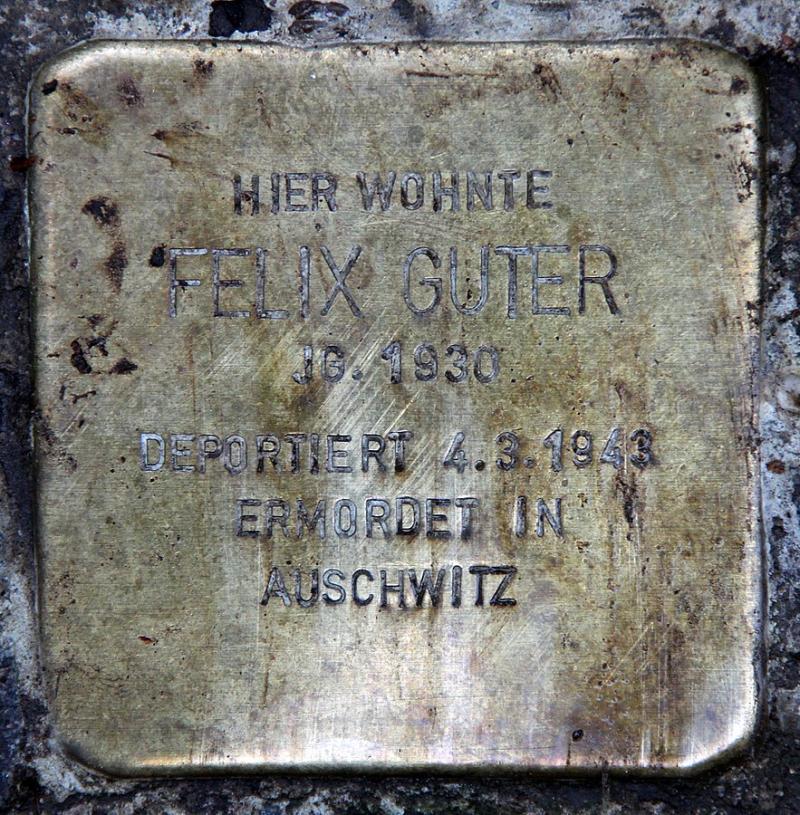 HIER WOHNTE
FELIX GUTER
JG. 1930
DEPORTIERT 4.3.1943
ERMORDET IN
AUSCHWITZ